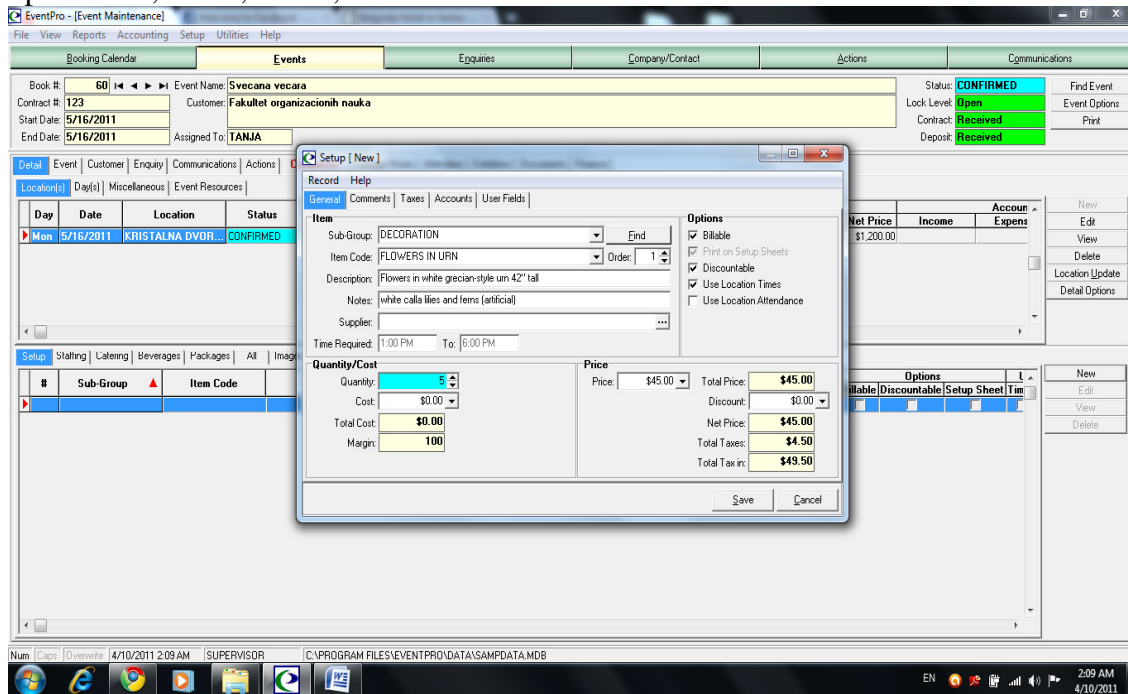 EventPro - [Event Maintenance]
File View Reports Accounting Setup Utilities Help
Booking Calendar Events Enquiries Company/Contact Actions Communications
Book #: 60 Event Name: Svecana vecara Status: CONFIRMED Find Event
Contract #: 123 Customer: Fakultet organizacionih nauka Lock Level: Open Event Options
Start Date: 5/16/2011 Contract: Received Print
End Date: 5/16/2011 Assigned To: TANJA Deposit: Received
Detail Event Customer Enquiry Communications Actions
Location(s) Day(s) Miscellaneous Event Resources
Day Date Location Status Net Price Income Accoun Expens New
Mon 5/16/2011 KRISTALNA DVOR... CONFIRMED $1,200.00 Edit
View
Delete
Location Update
Detail Options
Setup [ New ]
Record Help
General Comments Taxes Accounts User Fields
Item Options
Sub-Group: DECORATION Find Billable
Item Code: FLOWERS IN URN Order: 1 Print on Setup Sheets
Description: Flowers in white grecian-style urn 42" tall Discountable
Notes: white calla lilies and ferns (artificial) Use Location Times
Supplier: ... Use Location Attendance
Time Required: 1:00 PM To: 6:00 PM
Quantity/Cost Price
Quantity: 5 Price: $45.00 Total Price: $45.00
Cost: $0.00 Discount: $0.00
Total Cost: $0.00 Net Price: $45.00
Margin: 100 Total Taxes: $4.50
Total Tax in: $49.50
Save Cancel
Setup Staffing Catering Beverages Packages All Imag
# Sub-Group Item Code Options
Billable Discountable Setup Sheet Tim
New
Edit
View
Delete
Num Caps Overwrite 4/10/2011 2:09 AM SUPERVISOR C:\PROGRAM FILES\EVENTPRO\DATA\SAMPDATA.MDB
EN 2:09 AM
4/10/2011